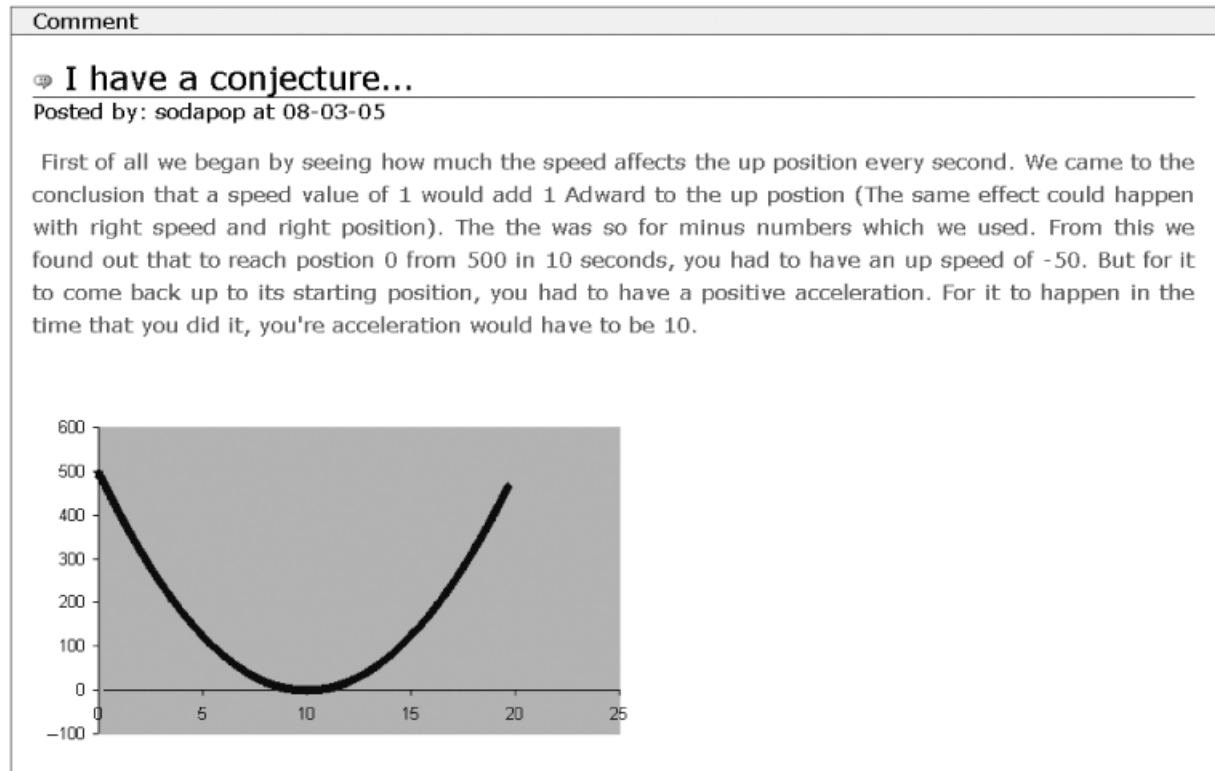 Comment
I have a conjecture...
Posted by: sodapop at 08-03-05
First of all we began by seeing how much the speed affects the up position every second. We came to the
conclusion that a speed value of 1 would add 1 Adward to the up postion (The same effect could happen
with right speed and right position). The the was so for minus numbers which we used. From this we
found out that to reach postion 0 from 500 in 10 seconds, you had to have an up speed of -50. But for it
to come back up to its starting position, you had to have a positive acceleration. For it to happen in the
time that you did it, you're acceleration would have to be 10.
600
500
400
300
200
100
0
−100
0 5 10 15 20 25